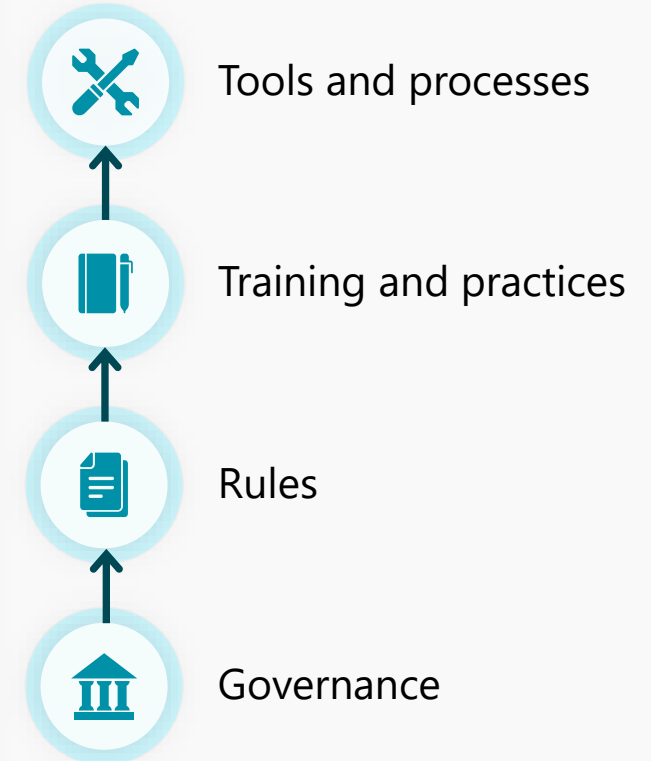 Tools and processes
Training and practices
Rules
Governance